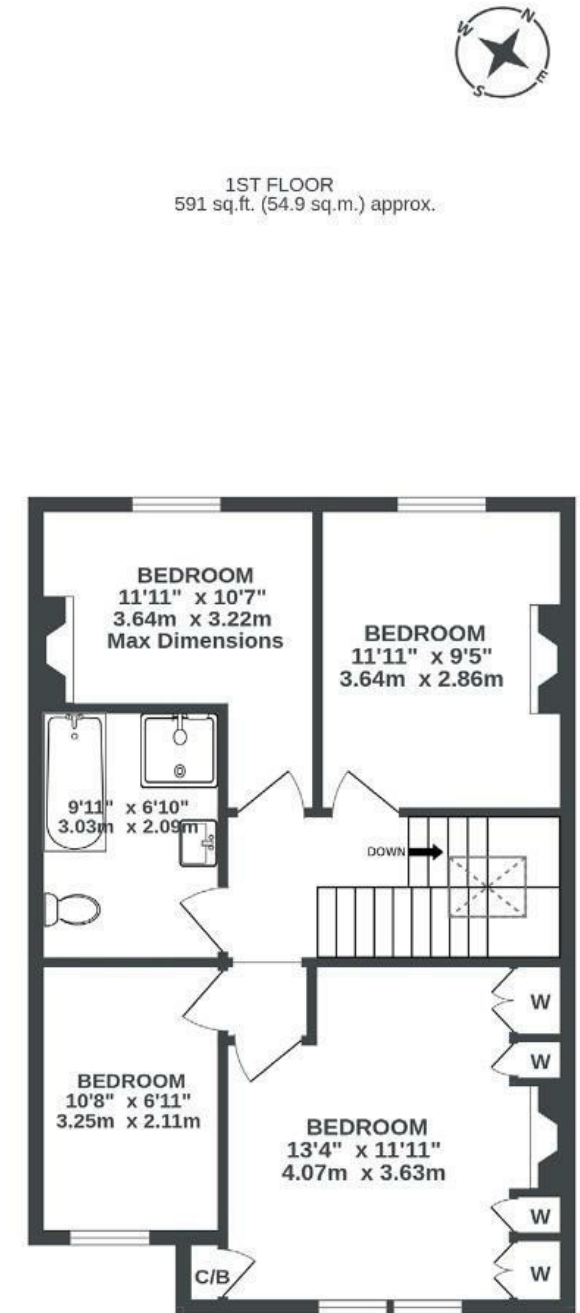 N
W
E
S
1ST FLOOR
591 sq.ft. (54.9 sq.m.) approx.
BEDROOM
11'11" x 10'7"
3.64m x 3.22m
Max Dimensions
BEDROOM
11'11" x 9'5"
3.64m x 2.86m
9'11" x 6'10"
3.03m x 2.09m
DOWN
W
W
BEDROOM
10'8" x 6'11"
3.25m x 2.11m
BEDROOM
13'4" x 11'11"
4.07m x 3.63m
W
W
C/B